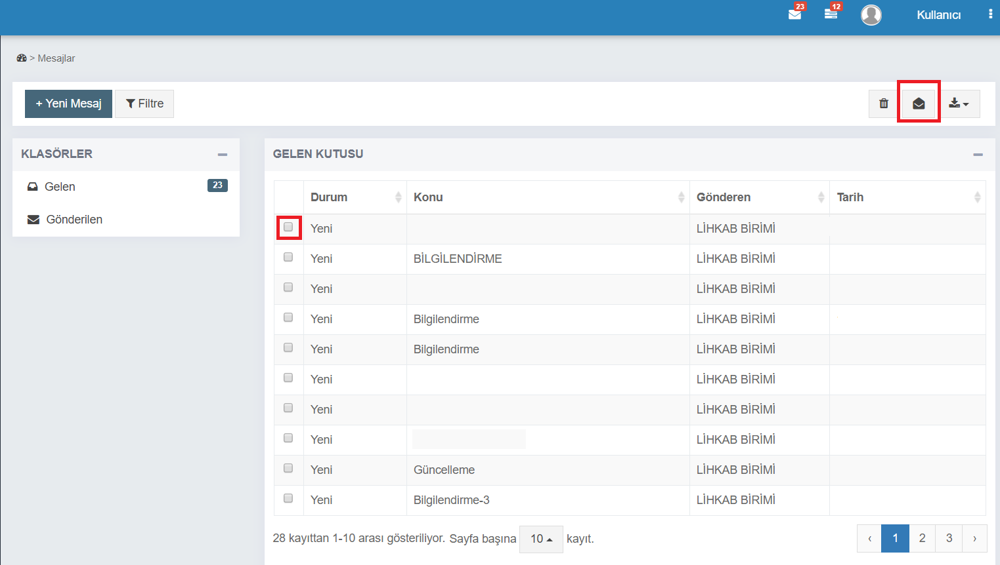 23
12
Kullanıcı
> Mesajlar
+ Yeni Mesaj
Filtre
KLASÖRLER
Gelen
23
Gönderilen
GELEN KUTUSU
Durum Konu Gönderen Tarih
Yeni LİHKAB BİRİMİ
Yeni BİLGİLENDİRME LİHKAB BİRİMİ
Yeni LİHKAB BİRİMİ
Yeni Bilgilendirme LİHKAB BİRİMİ
Yeni Bilgilendirme LİHKAB BİRİMİ
Yeni LİHKAB BİRİMİ
Yeni LİHKAB BİRİMİ
Yeni LİHKAB BİRİMİ
Yeni Güncelleme LİHKAB BİRİMİ
Yeni Bilgilendirme-3 LİHKAB BİRİMİ
28 kayıttan 1-10 arası gösteriliyor. Sayfa başına 10 kayıt.
‹ 1 2 3 ›